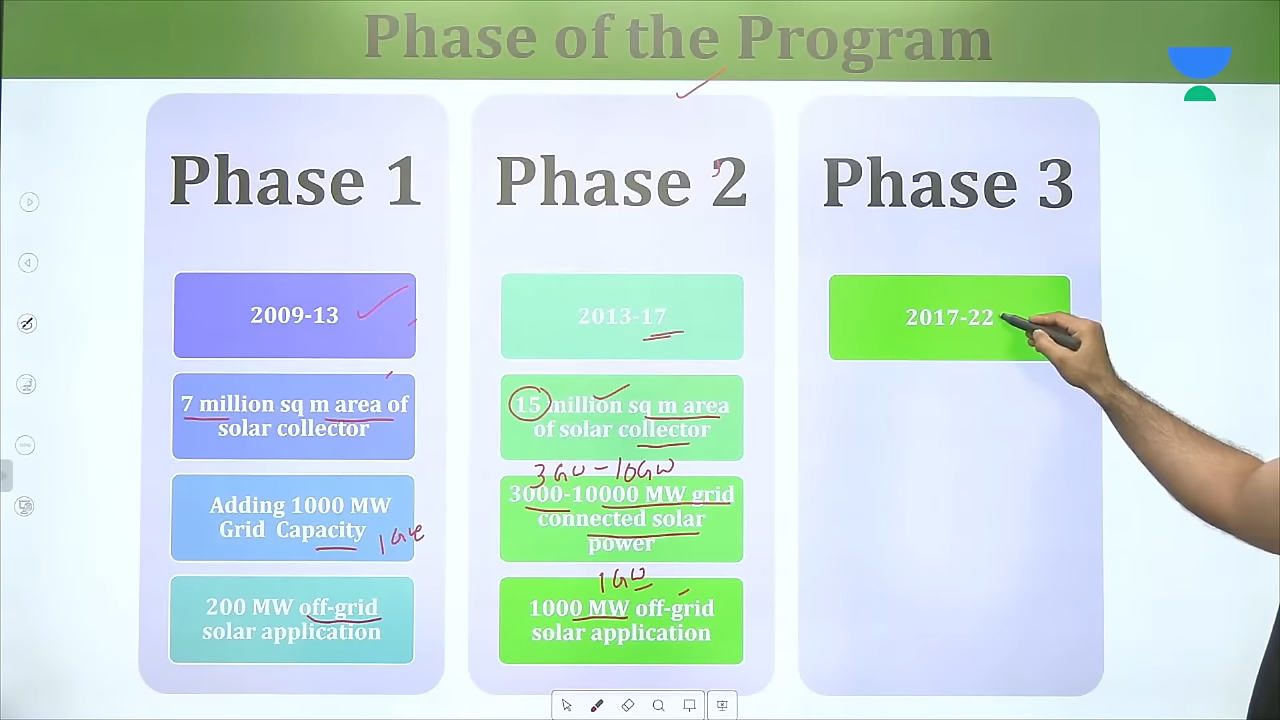 Phase of the Program
Phase 1
2009-13
7 million sq m area of
solar collector
Adding 1000 MW
Grid Capacity
200 MW off-grid
solar application
Phase 2
2013-17
15 million sq m area
of solar collector
3GW-10GW
3000-10000 MW grid
connected solar
power
1GW
1000 MW off-grid
solar application
Phase 3
2017-22